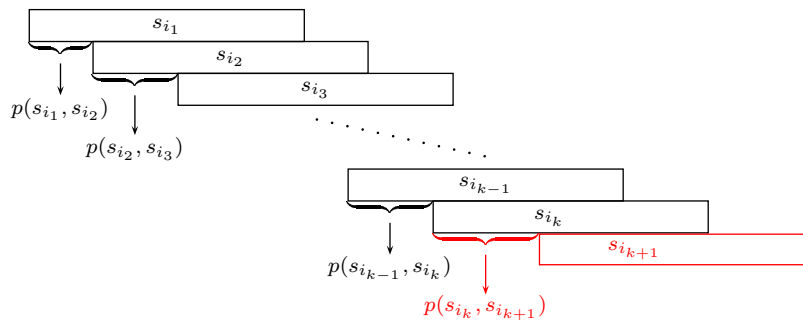 s_{i_1}
s_{i_2}
s_{i_3}
p(s_{i_1}, s_{i_2})
p(s_{i_2}, s_{i_3})
s_{i_{k-1}}
s_{i_k}
s_{i_{k+1}}
p(s_{i_{k-1}}, s_{i_k})
p(s_{i_k}, s_{i_{k+1}})